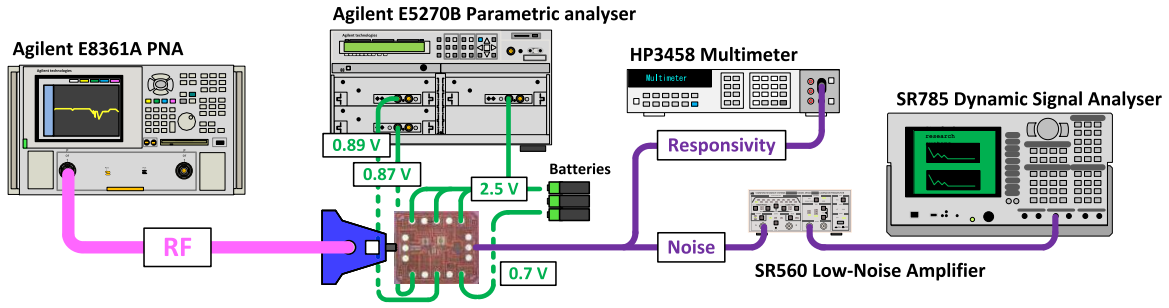 Agilent E5270B Parametric analyser
Agilent E8361A PNA
HP3458 Multimeter
SR785 Dynamic Signal Analyser
Agilent technologies
Agilent technologies
Multimeter
research
0.89 V
0.87 V
2.5 V
Batteries
Responsivity
RF
Noise
0.7 V
SR560 Low-Noise Amplifier